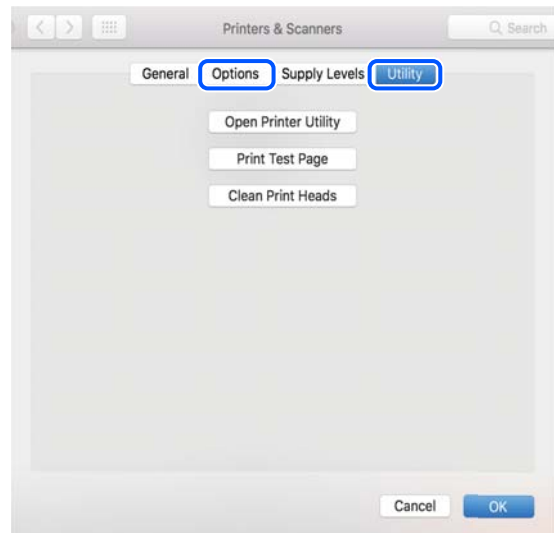 Printers & Scanners Search
General Options Supply Levels Utility
Open Printer Utility
Print Test Page
Clean Print Heads
Cancel OK